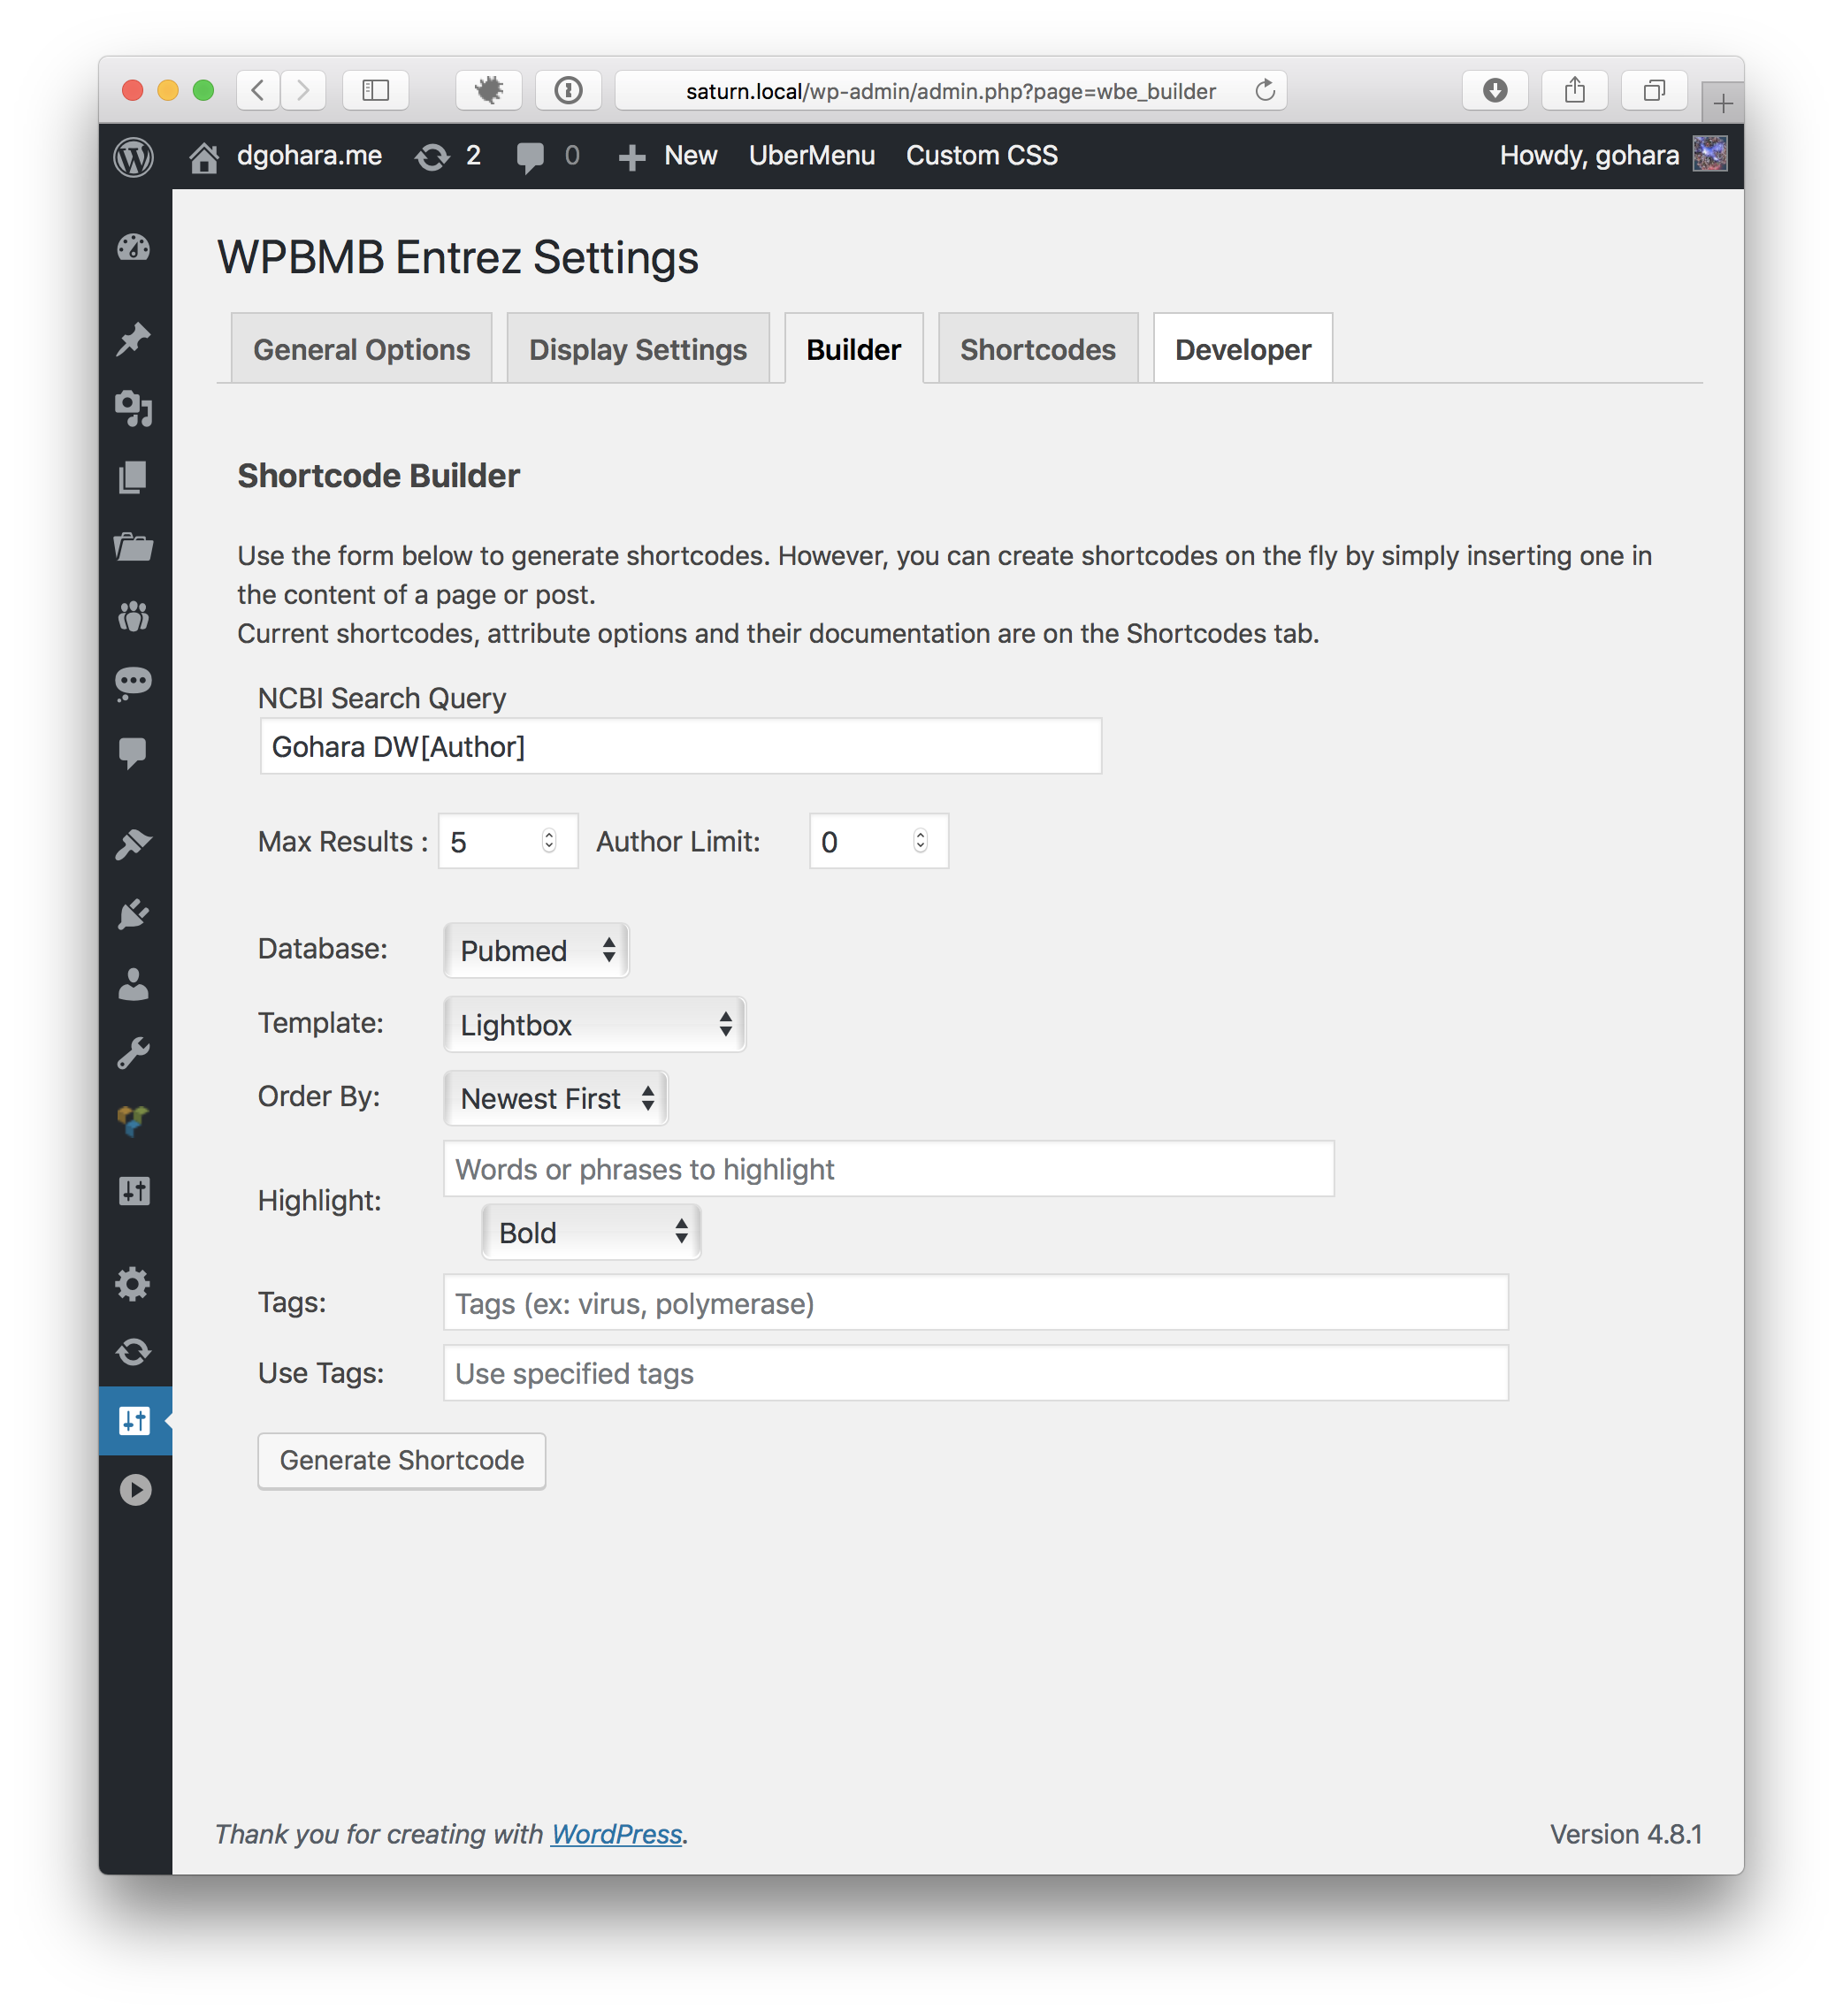 saturn.local/wp-admin/admin.php?page=wbe_builder
dgohara.me 2 0 New UberMenu Custom CSS Howdy, gohara
WPBMB Entrez Settings
General Options Display Settings Builder Shortcodes Developer
Shortcode Builder
Use the form below to generate shortcodes. However, you can create shortcodes on the fly by simply inserting one in
the content of a page or post.
Current shortcodes, attribute options and their documentation are on the Shortcodes tab.
NCBI Search Query
Gohara DW[Author]
Max Results : 5 Author Limit: 0
Database: Pubmed
Template: Lightbox
Order By: Newest First
Words or phrases to highlight
Highlight:
Bold
Tags: Tags (ex: virus, polymerase)
Use Tags: Use specified tags
Generate Shortcode
Thank you for creating with WordPress. Version 4.8.1